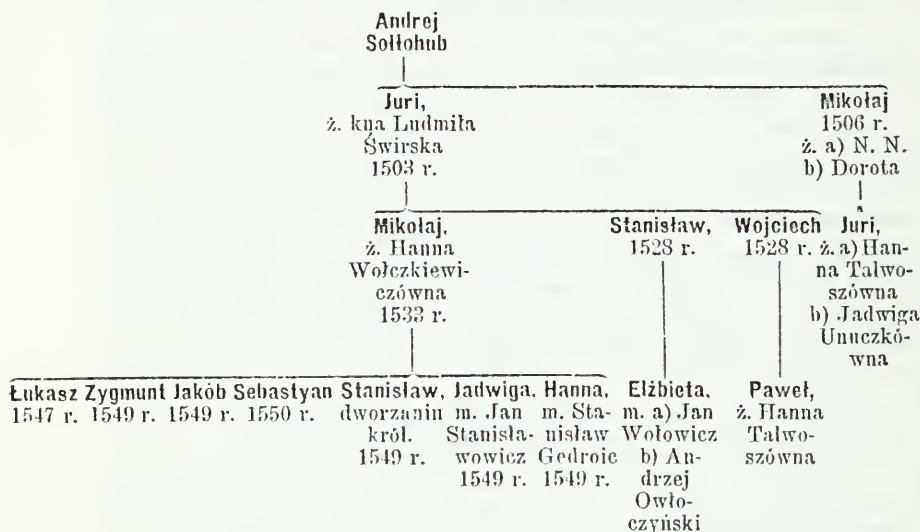 Andrej
Sołłohub
Juri,
ż. kna Ludmiła
Świrska
1503 r.
Mikołaj
1506 r.
ż. a) N. N.
b) Dorota
Mikołaj,
ż. Hanna
Wołczkiewi-
czówna
1533 r.
Stanisław,
1528 r.
Wojciech
1528 r.
a
Juri,
ż. a) Han-
na Talwo-
szówna
b) Jadwiga
Unuczkó-
wna
Łukasz
1547 r.
Zygmunt
1549 r.
Jakób
1549 r.
Sebastyan
1550 r.
Stanisław,
dworzanin
król.
1549 r.
Jadwiga.
m. Jan
Stanisła-
wowicz
1549 r.
Hanna,
m. Sta-
nisław
Gedroic
1549 r.
Elżbieta.
m. a) Jan
Wołowicz
b) An-
drzej
Owło-
czyński
Paweł,
ż. Hanna
Talwo-
szówna